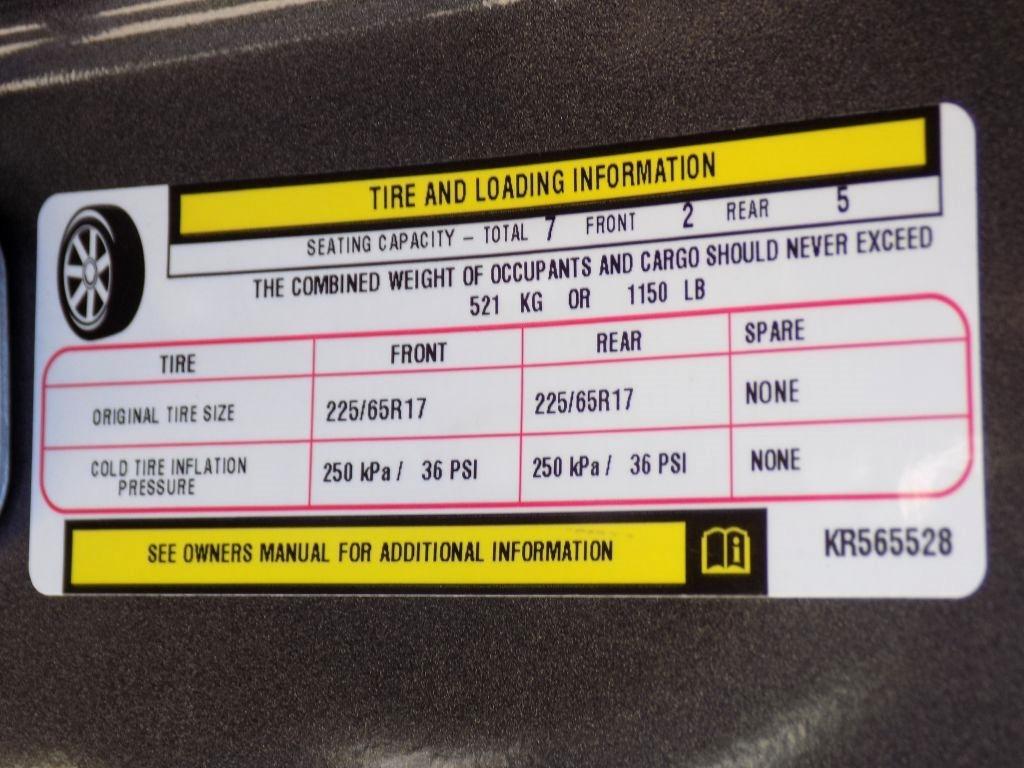 TIRE AND LOADING INFORMATION
SEATING CAPACITY – TOTAL 7 FRONT 2 REAR 5
THE COMBINED WEIGHT OF OCCUPANTS AND CARGO SHOULD NEVER EXCEED
521 KG OR 1150 LB
TIRE FRONT REAR SPARE
ORIGINAL TIRE SIZE 225/65R17 225/65R17 NONE
COLD TIRE INFLATION
PRESSURE 250 kPa / 36 PSI 250 kPa / 36 PSI NONE
SEE OWNERS MANUAL FOR ADDITIONAL INFORMATION
KR565528